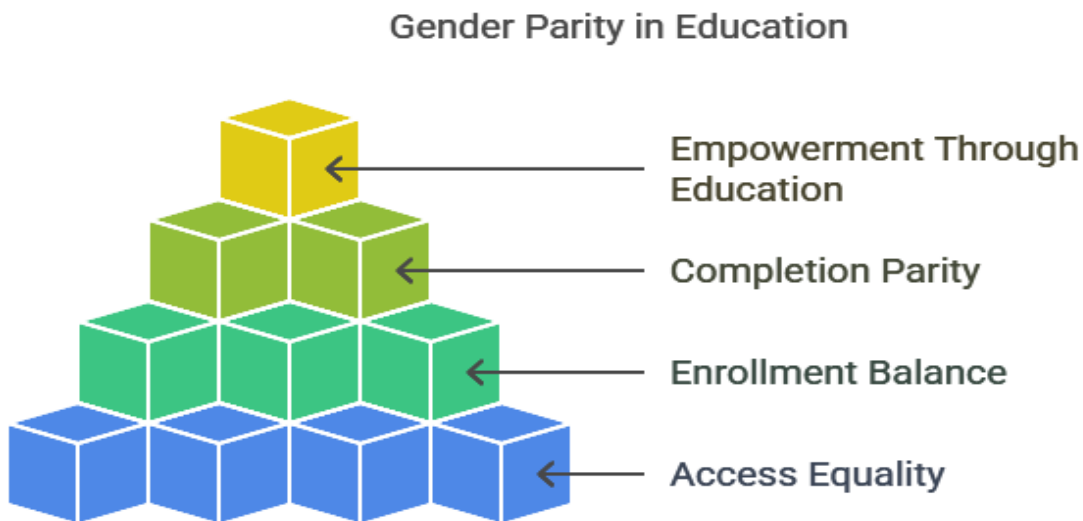 Gender Parity in Education
Empowerment Through
Education
Completion Parity
Enrollment Balance
Access Equality